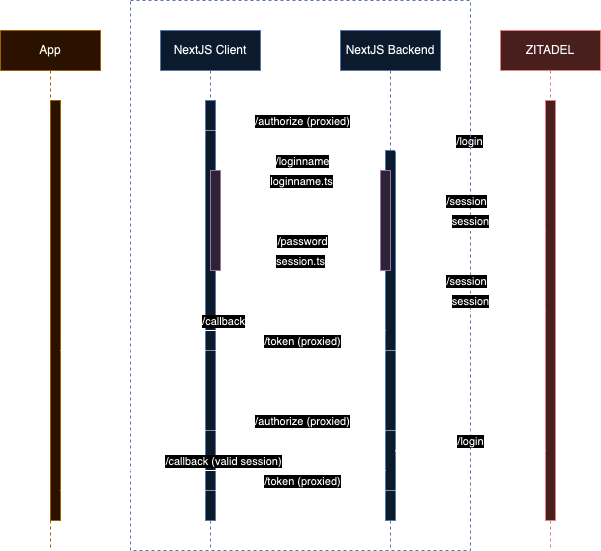 App
NextJS Client
NextJS Backend
ZITADEL
/authorize (proxied)
/login
/loginname
loginname.ts
/session
session
/password
session.ts
/session
session
/callback
/token (proxied)
/authorize (proxied)
/login
/callback (valid session)
/token (proxied)